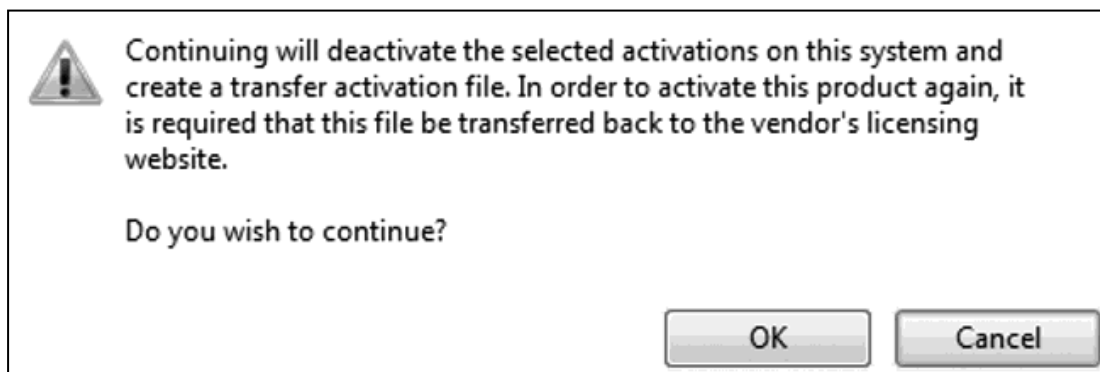 Continuing will deactivate the selected activations on this system and
create a transfer activation file. In order to activate this product again, it
is required that this file be transferred back to the vendor's licensing
website.
Do you wish to continue?
OK
Cancel